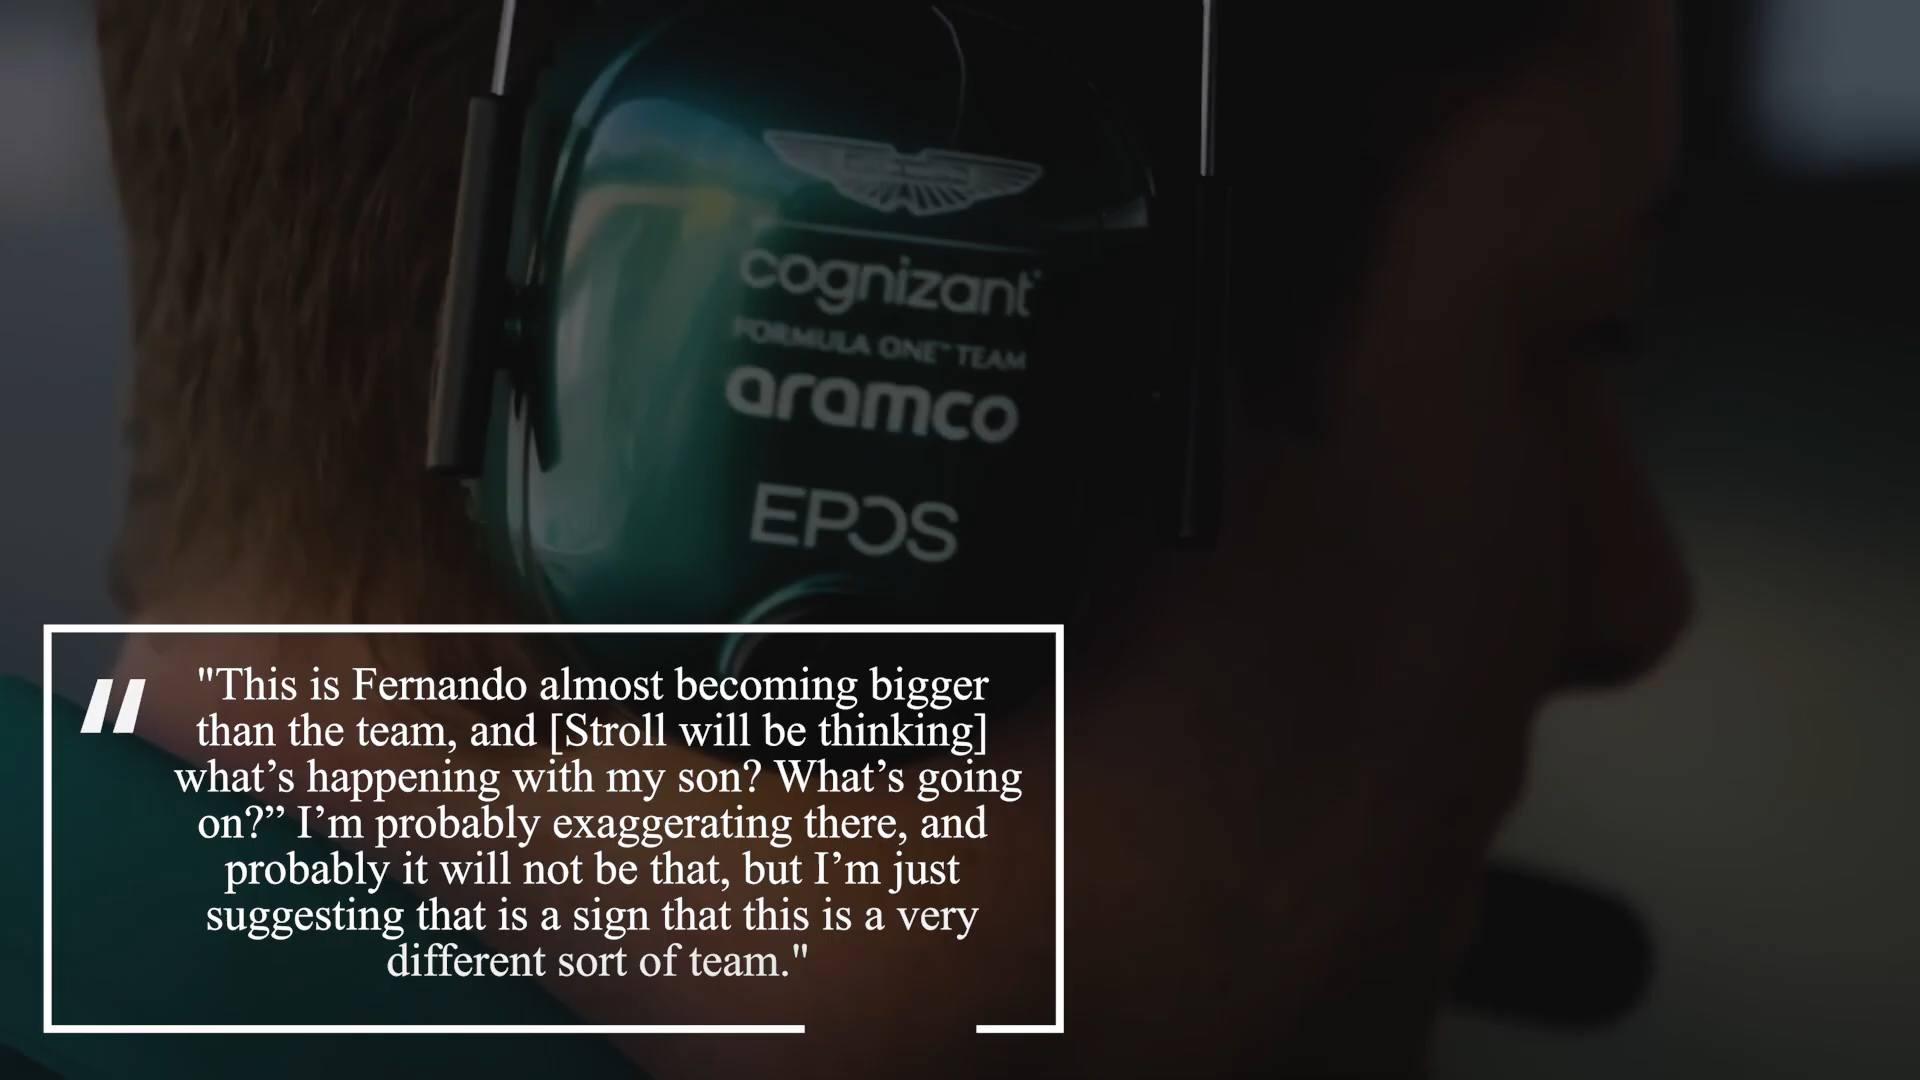 cognizant
FORMULA ONE™ TEAM
aramco
EPOS
"This is Fernando almost becoming bigger
than the team, and [Stroll will be thinking]
what’s happening with my son? What’s going
on?” I’m probably exaggerating there, and
probably it will not be that, but I’m just
suggesting that is a sign that this is a very
different sort of team."